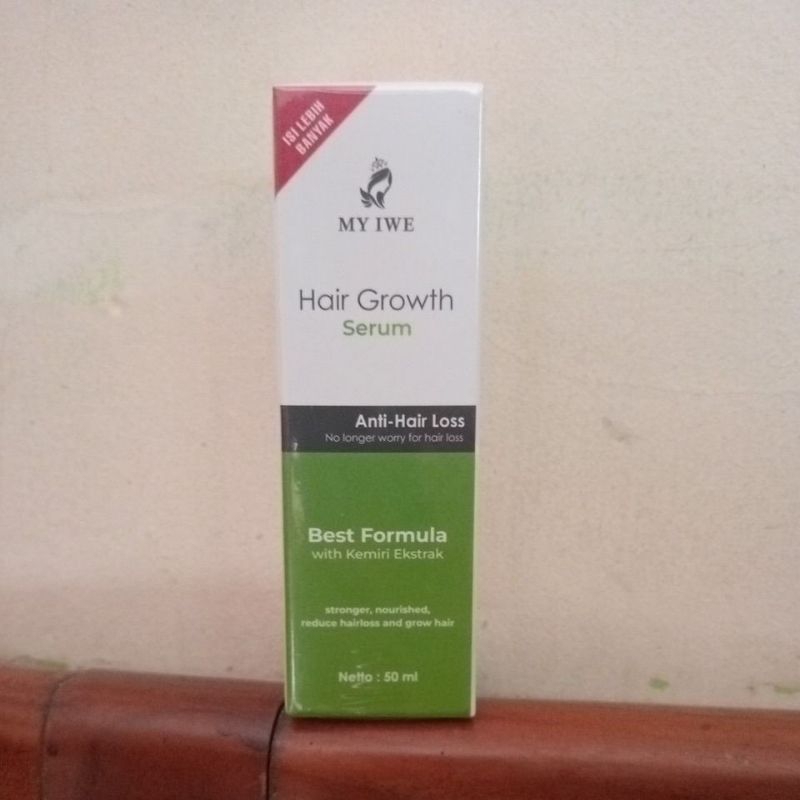 ISI LEBIH
BANYAK
MY IWE
Hair Growth
Serum
Anti-Hair Loss
No longer worry for hair loss
Best Formula
with Kemiri Ekstrak
stronger, nourished,
reduce hairloss and grow hair
Netto : 50 ml